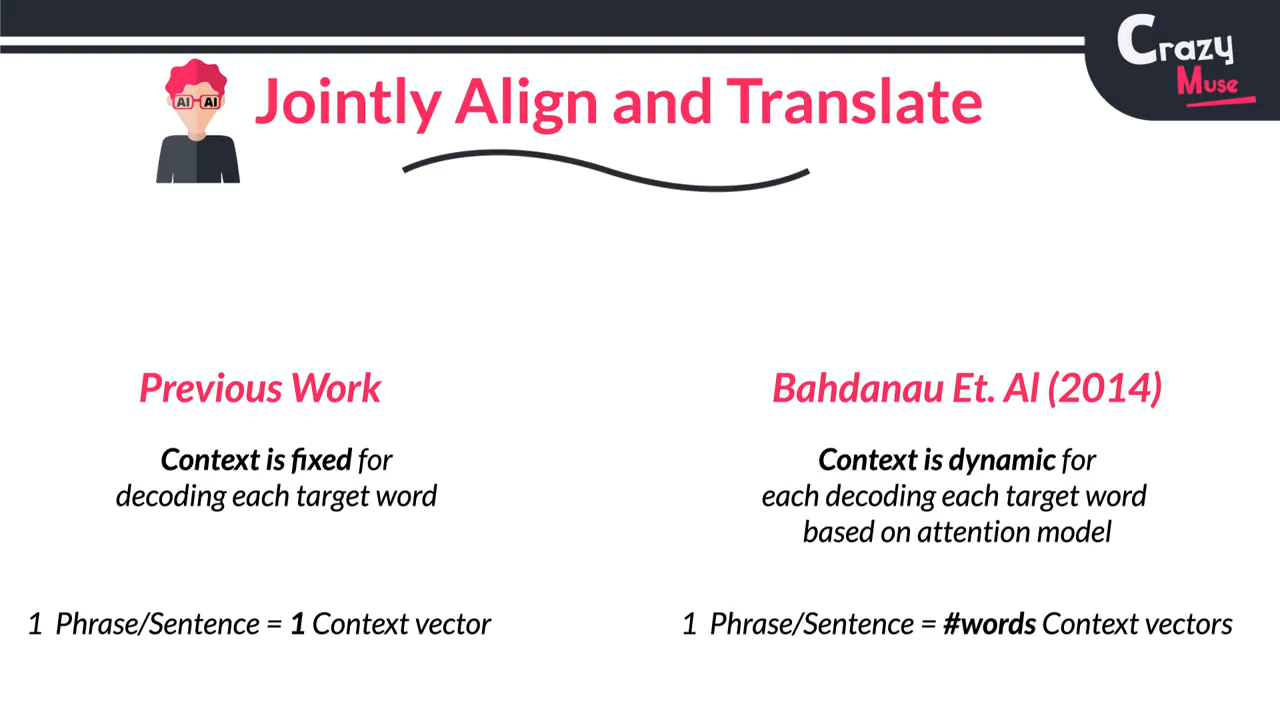 Crazy
Muse
AI AI
Jointly Align and Translate
Previous Work
Context is fixed for
decoding each target word
1 Phrase/Sentence = 1 Context vector
Bahdanau Et. Al (2014)
Context is dynamic for
each decoding each target word
based on attention model
1 Phrase/Sentence = #words Context vectors